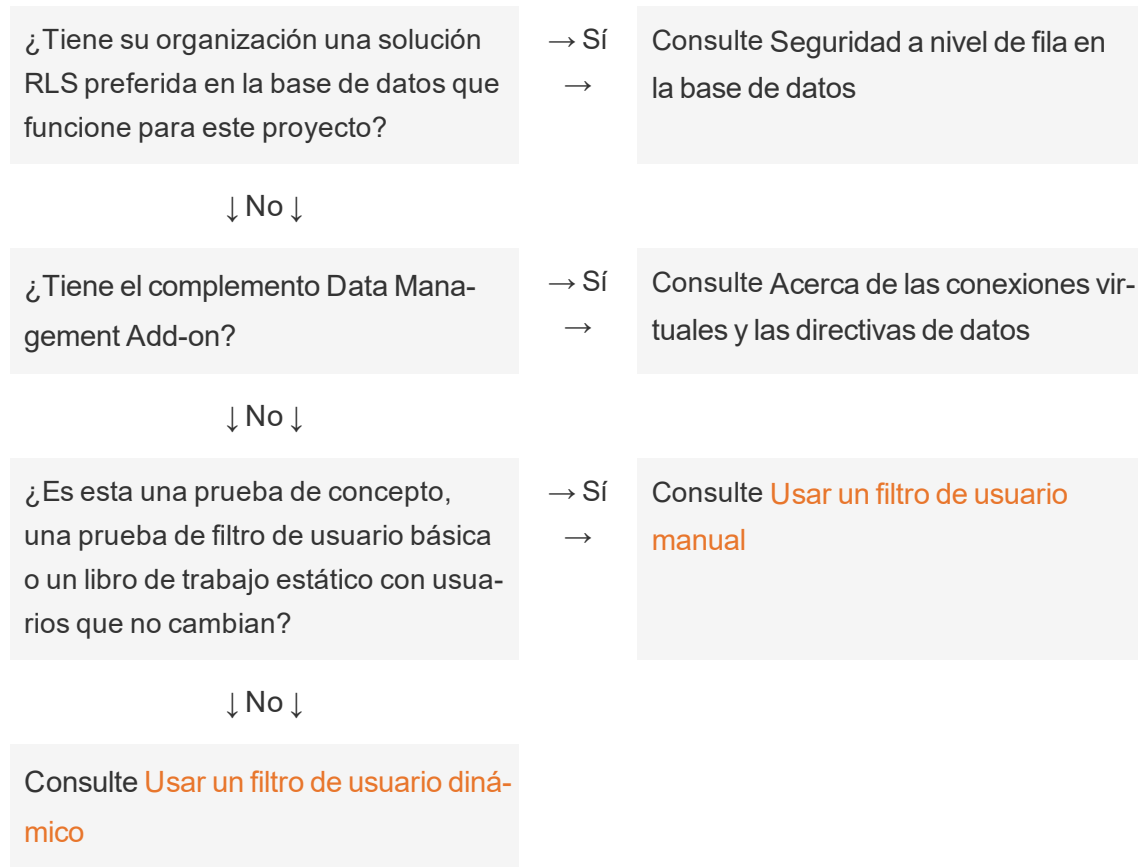 ¿Tiene su organización una solución
RLS preferida en la base de datos que
funcione para este proyecto?
→ Sí
→
Consulte Seguridad a nivel de fila en
la base de datos
↓ No ↓
¿Tiene el complemento Data Mana-
gement Add-on?
→ Sí
→
Consulte Acerca de las conexiones vir-
tuales y las directivas de datos
↓ No ↓
¿Es esta una prueba de concepto,
una prueba de filtro de usuario básica
o un libro de trabajo estático con usua-
rios que no cambian?
→ Sí
→
Consulte Usar un filtro de usuario
manual
↓ No ↓
Consulte Usar un filtro de usuario diná-
mico